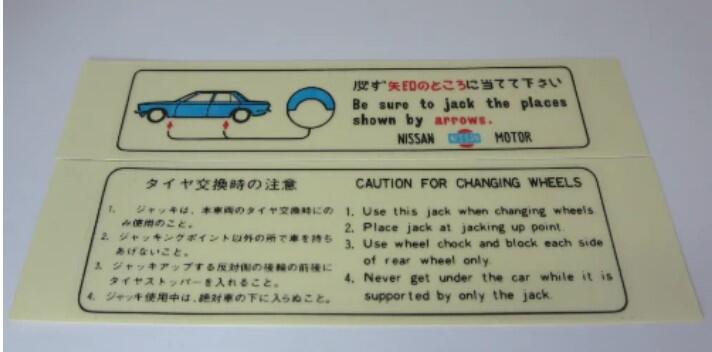 必ず矢印のところに当てて下さい
Be sure to jack the places
shown by arrows.
NISSAN NISSAN MOTOR
タイヤ交換時の注意
1. ジャッキは、本車両のタイヤ交換時にの
み使用のこと。
2. ジャッキングポイント以外の所で車を持ち
あげないこと。
3. ジャッキアップする反対側の後輪の前後に
タイヤストッパーを入れること。
4. ジャッキ使用中は、絶対車の下に入らぬこと。
CAUTION FOR CHANGING WHEELS
1. Use this jack when changing wheels.
2. Place jack at jacking up point.
3. Use wheel chock and block each side
of rear wheel only.
4. Never get under the car while it is
supported by only the jack.